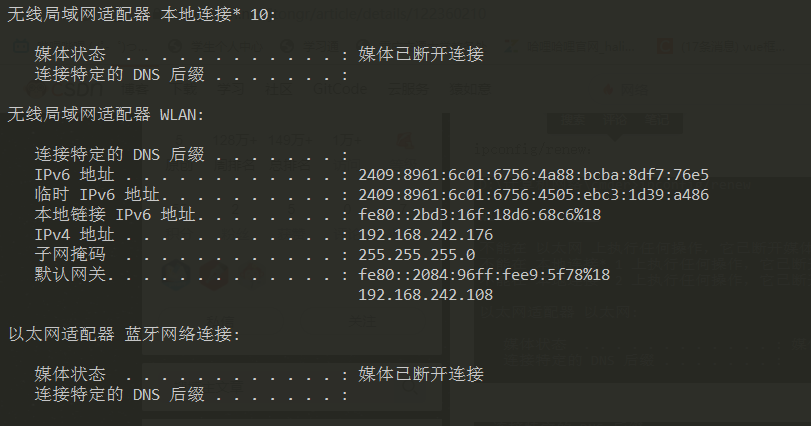 无线局域网适配器 本地连接* 10:
媒体状态 . . . . . . . . . . . . : 媒体已断开连接
连接特定的 DNS 后缀 . . . . . . . :
无线局域网适配器 WLAN:
连接特定的 DNS 后缀 . . . . . . . :
IPv6 地址 . . . . . . . . . . . . : 2409:8961:6c01:6756:4a88:bcba:8df7:76e5
临时 IPv6 地址. . . . . . . . . . : 2409:8961:6c01:6756:4505:ebc3:1d39:a486
本地链接 IPv6 地址. . . . . . . . : fe80::2bd3:16f:18d6:68c6%18
IPv4 地址 . . . . . . . . . . . . : 192.168.242.176
子网掩码 . . . . . . . . . . . . : 255.255.255.0
默认网关. . . . . . . . . . . . . : fe80::2084:96ff:fee9:5f78%18
192.168.242.108
以太网适配器 蓝牙网络连接:
媒体状态 . . . . . . . . . . . . : 媒体已断开连接
连接特定的 DNS 后缀 . . . . . . . :